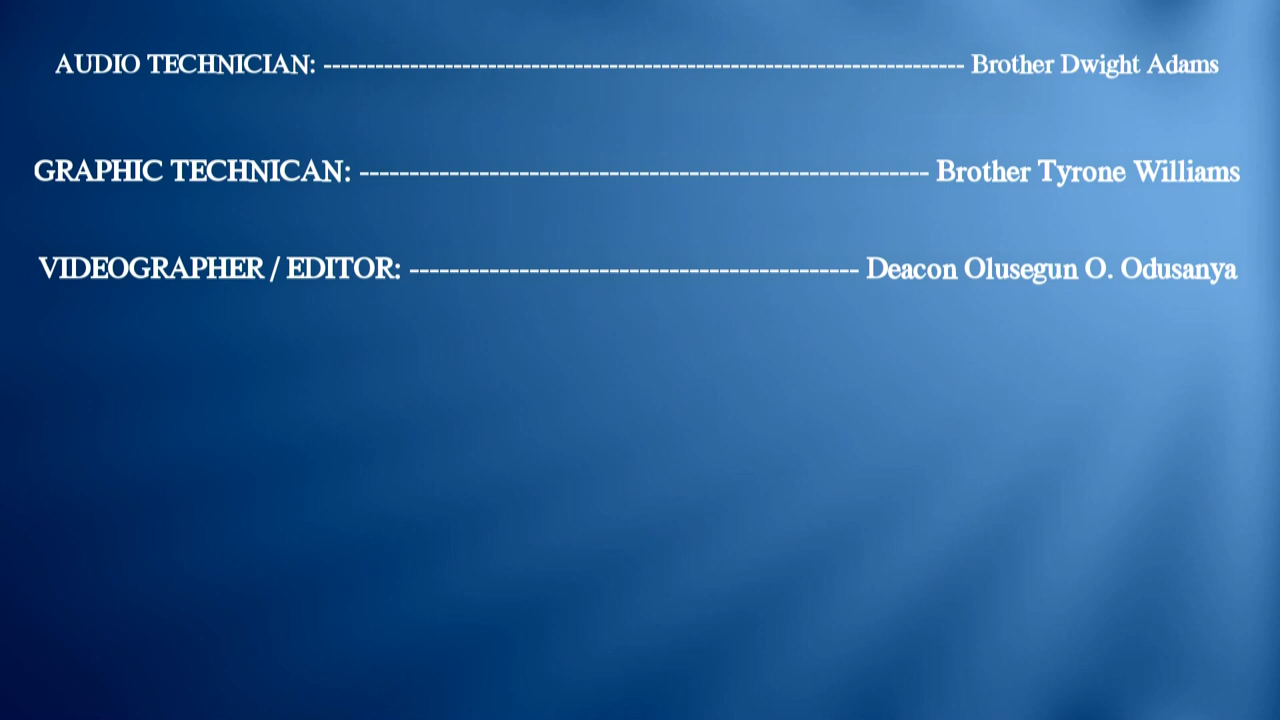 AUDIO TECHNICIAN: -------------------------------------------------------------------------------------- Brother Dwight Adams
GRAPHIC TECHNICAN: --------------------------------------------------------- Brother Tyrone Williams
VIDEOGRAPHER / EDITOR: --------------------------------------------- Deacon Olusegun O. Odusanya